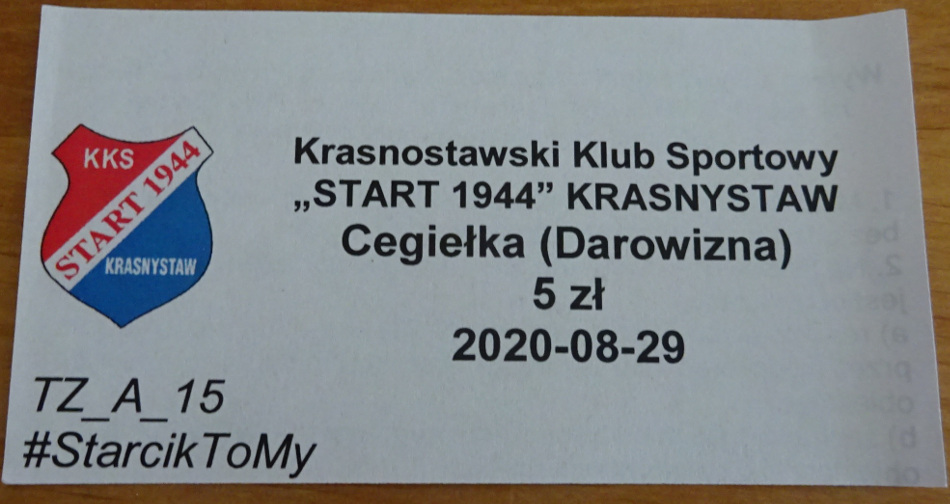 KKS
START 1944
KRASNYSTAW
Krasnostawski Klub Sportowy
„START 1944” KRASNYSTAW
Cegiełka (Darowizna)
5 zł
2020-08-29
TZ_A_15
#StarcikToMy